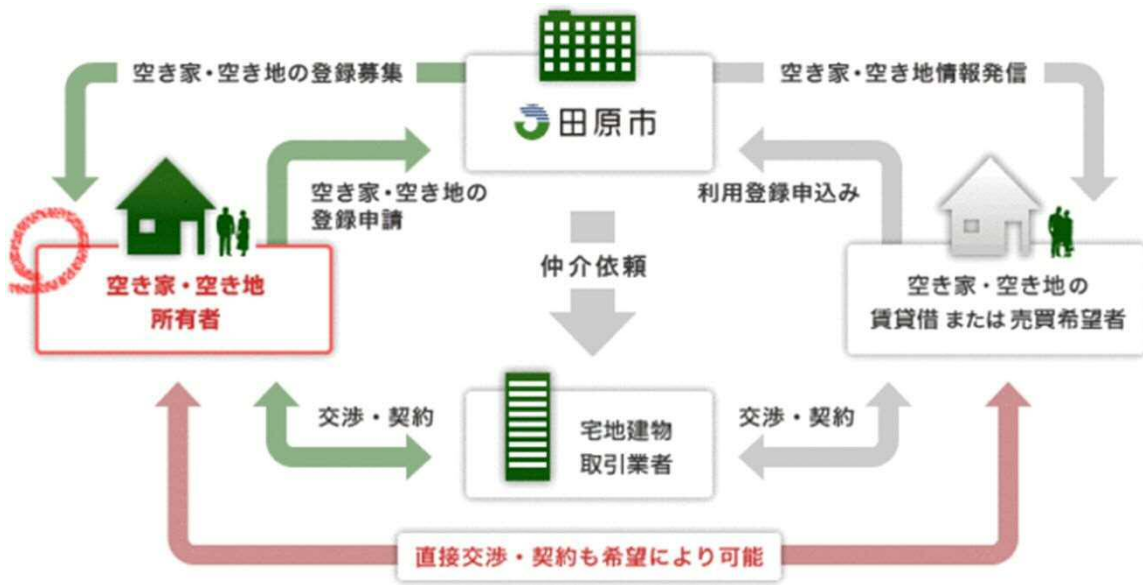 空き家・空き地の登録募集
空き家・空き地情報発信
田原市
空き家・空き地の
登録申請
利用登録申込み
仲介依頼
空き家・空き地
所有者
空き家・空き地の
賃貸借 または 売買希望者
交渉・契約
宅地建物
取引業者
交渉・契約
直接交渉・契約も希望により可能